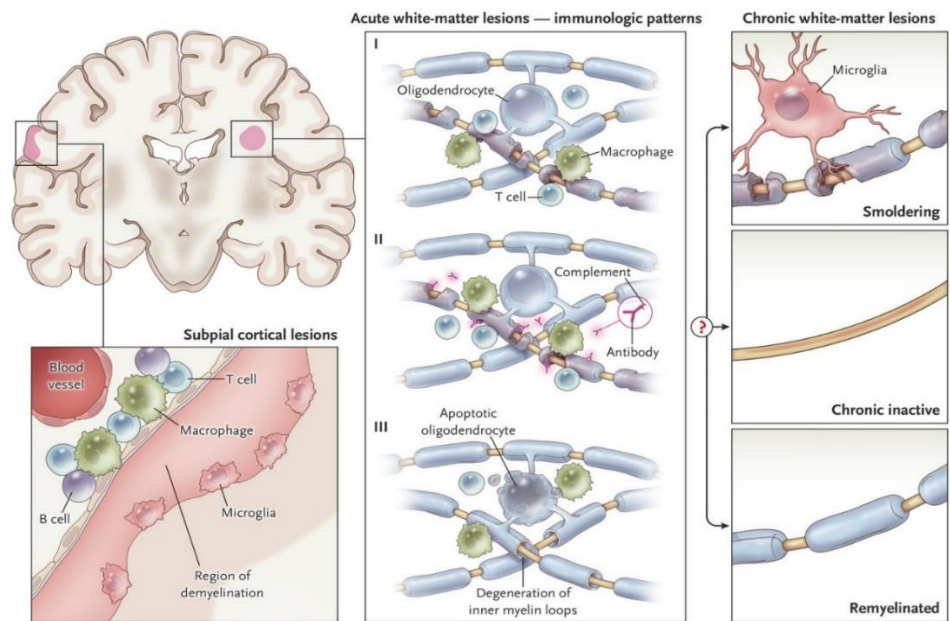 Acute white-matter lesions — immunologic patterns
I
Oligodendrocyte
Macrophage
T cell
II
Complement
Antibody
III
Apoptotic
oligodendrocyte
Degeneration of
inner myelin loops
Chronic white-matter lesions
Microglia
Smoldering
?
Chronic inactive
Remyelinated
Subpial cortical lesions
Blood
vessel
T cell
Macrophage
B cell
Microglia
Region of
demyelination